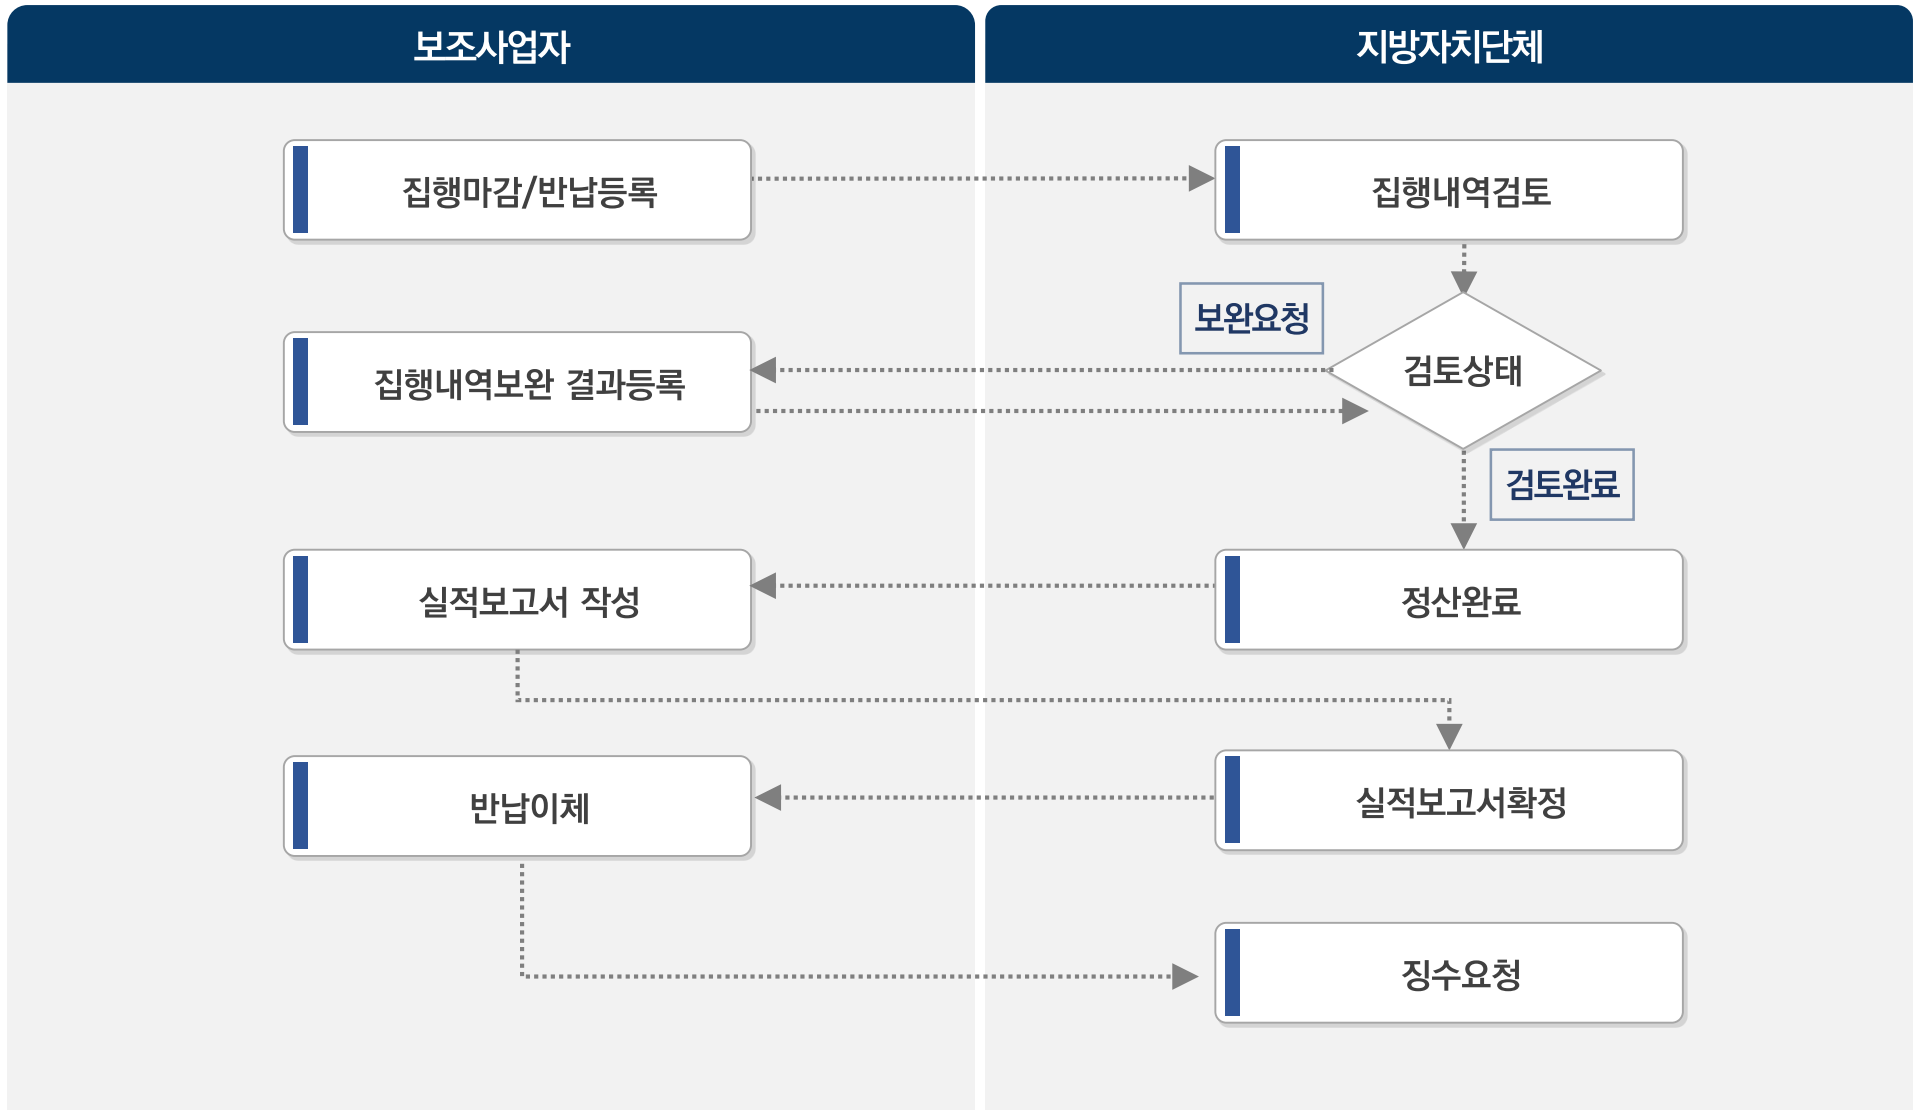 보조사업자
지방자치단체
집행마감/반납등록
집행내역검토
보완요청
집행내역보완 결과등록
검토상태
검토완료
실적보고서 작성
정산완료
반납이체
실적보고서확정
징수요청